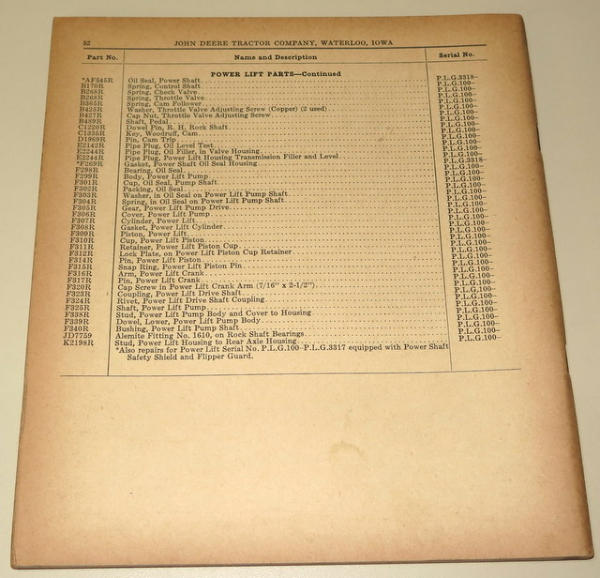 52 JOHN DEERE TRACTOR COMPANY, WATERLOO, IOWA
Part No. Name and Description Serial No.
POWER LIFT PARTS—Continued
*AF545R Oil Seal, Power Shaft P.L.G.3318–
B170R Spring, Control Shaft P.L.G.100–
B268R Spring, Check Valve P.L.G.100–
B268R Spring, Throttle Valve P.L.G.100–
B365R Spring, Cam Follower P.L.G.100–
B425R Washer, Throttle Valve Adjusting Screw (Copper) (2 used) P.L.G.100–
B427R Cap Nut, Throttle Valve Adjusting Screw P.L.G.100–
B489R Shaft, Pedal P.L.G.100–
C1220R Dowel Pin, R. H. Rock Shaft P.L.G.100–
C1335R Key, Woodruff, Cam P.L.G.100–
D1969R Pin, Cam Trip P.L.G.100–
E2142R Pipe Plug, Oil Level Test P.L.G.100–
E2244R Pipe Plug, Oil Filler, in Valve Housing P.L.G.100–
E2244R Pipe Plug, Power Lift Housing Transmission Filler and Level P.L.G.100–
*F269R Gasket, Power Shaft Oil Seal Housing P.L.G.3318–
F298R Bearing, Oil Seal P.L.G.100–
F299R Body, Power Lift Pump P.L.G.100–
F301R Cup, Oil Seal, Pump Shaft P.L.G.100–
F302R Packing, Oil Seal P.L.G.100–
F303R Washer, in Oil Seal on Power Lift Pump Shaft P.L.G.100–
F304R Spring, in Oil Seal on Power Lift Pump Shaft P.L.G.100–
F305R Gear, Power Lift Pump Drive P.L.G.100–
F306R Cover, Power Lift Pump P.L.G.100–
F307R Cylinder, Power Lift P.L.G.100–
F308R Gasket, Power Lift Cylinder P.L.G.100–
F309R Piston, Power Lift P.L.G.100–
F310R Cup, Power Lift Piston P.L.G.100–
F311R Retainer, Power Lift Piston Cup P.L.G.100–
F312R Lock Plate, on Power Lift Piston Cup Retainer P.L.G.100–
F314R Pin, Power Lift Piston P.L.G.100–
F315R Snap Ring, Power Lift Piston Pin P.L.G.100–
F316R Arm, Power Lift Crank P.L.G.100–
F317R Pin, Power Lift Crank P.L.G.100–
F320R Cap Screw in Power Lift Crank Arm (7/16" x 2-1/2") P.L.G.100–
F323R Coupling, Power Lift Drive Shaft P.L.G.100–
F324R Rivet, Power Lift Drive Shaft Coupling P.L.G.100–
F325R Shaft, Power Lift Pump P.L.G.100–
F338R Stud, Power Lift Pump Body and Cover to Housing P.L.G.100–
F339R Dowel, Lower, Power Lift Pump Body P.L.G.100–
F340R Bushing, Power Lift Pump Shaft P.L.G.100–
JD7759 Alemite Fitting No. 1610, on Rock Shaft Bearings P.L.G.100–
K2198R Stud, Power Lift Housing to Rear Axle Housing P.L.G.100–
*Also repairs for Power Lift Serial No. P.L.G.100–P.L.G.3317 equipped with Power Shaft
Safety Shield and Flipper Guard.